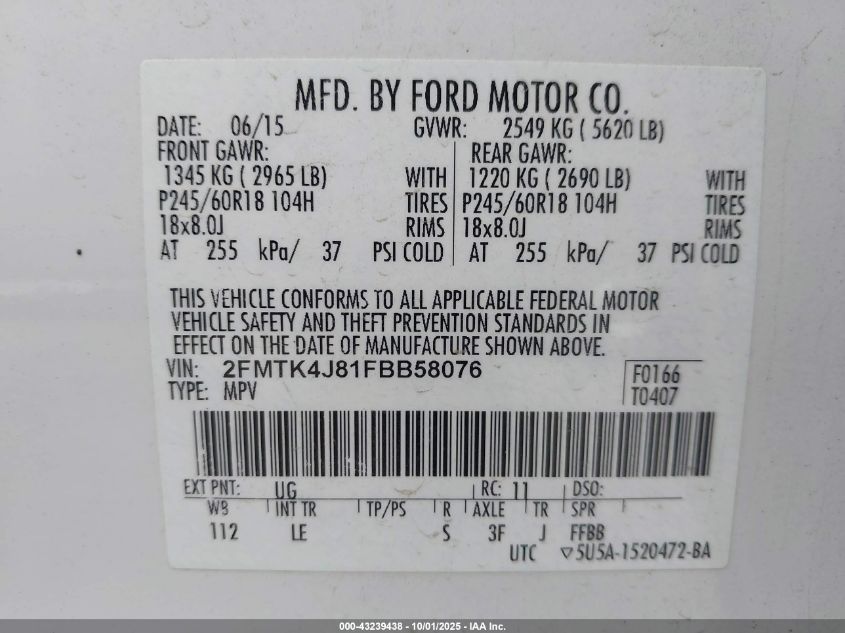 MFD. BY FORD MOTOR CO.
DATE: 06/15 GVWR: 2549 KG ( 5620 LB)
FRONT GAWR: REAR GAWR:
1345 KG ( 2965 LB) WITH 1220 KG ( 2690 LB) WITH
P245/60R18 104H TIRES P245/60R18 104H TIRES
18x8.0J RIMS 18x8.0J RIMS
AT 255 kPa/ 37 PSI COLD AT 255 kPa/ 37 PSI COLD
THIS VEHICLE CONFORMS TO ALL APPLICABLE FEDERAL MOTOR
VEHICLE SAFETY AND THEFT PREVENTION STANDARDS IN
EFFECT ON THE DATE OF MANUFACTURE SHOWN ABOVE.
VIN: 2FMTK4J81FBB58076 F0166
TYPE: MPV T0407
EXT PNT: UG RC: 11 DSO:
WB INT TR TP/PS R AXLE TR SPR
112 LE S 3F J FFBB
UTC ▽5U5A-1520472-BA
000-43239438 - 10/01/2025 - IAA Inc.